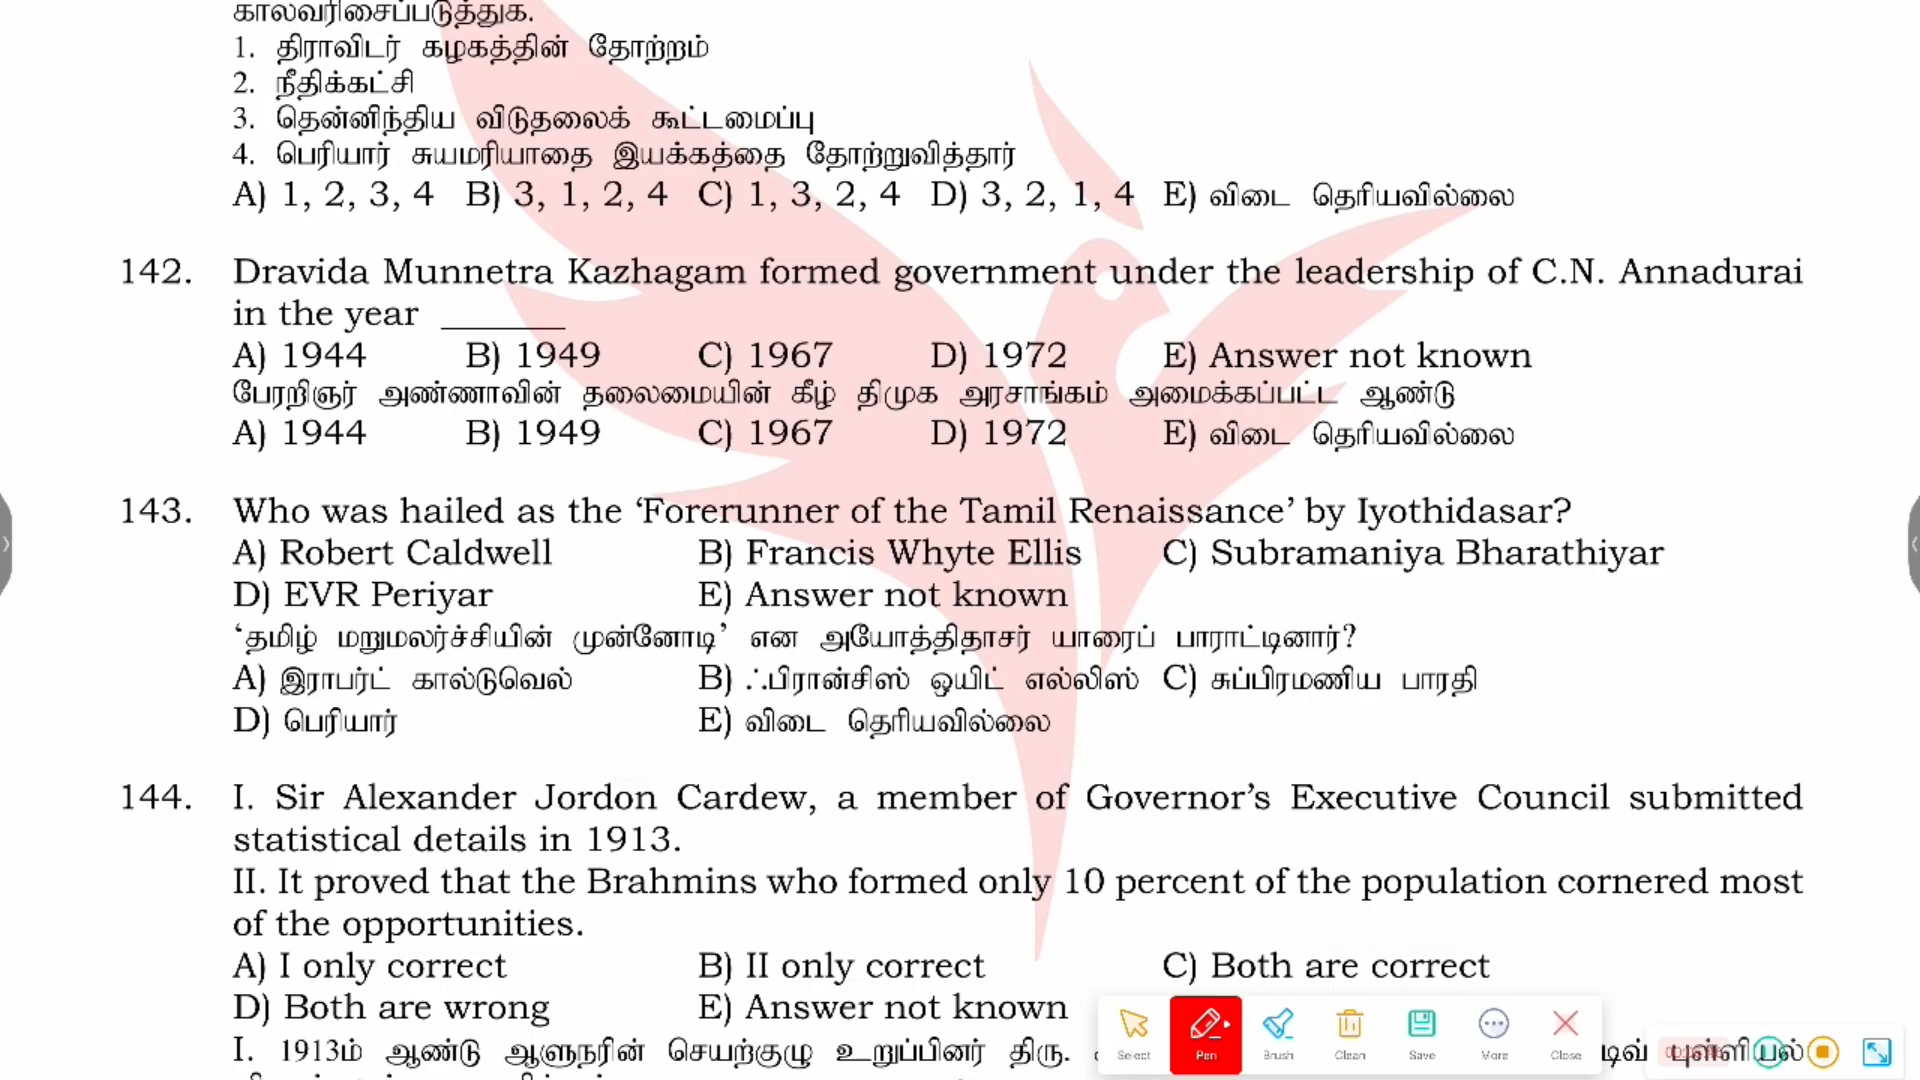 காலவரிசைப்படுத்துக.
1. திராவிடர் கழகத்தின் தோற்றம்
2. நீதிக்கட்சி
3. தென்னிந்திய விடுதலைக் கூட்டமைப்பு
4. பெரியார் சுயமரியாதை இயக்கத்தை தோற்றுவித்தார்
A) 1, 2, 3, 4 B) 3, 1, 2, 4 C) 1, 3, 2, 4 D) 3, 2, 1, 4 E) விடை தெரியவில்லை
142. Dravida Munnetra Kazhagam formed government under the leadership of C.N. Annadurai
in the year ______
A) 1944 B) 1949 C) 1967 D) 1972 E) Answer not known
பேரறிஞர் அண்ணாவின் தலைமையின் கீழ் திமுக அரசாங்கம் அமைக்கப்பட்ட ஆண்டு
A) 1944 B) 1949 C) 1967 D) 1972 E) விடை தெரியவில்லை
143. Who was hailed as the ‘Forerunner of the Tamil Renaissance’ by Iyothidasar?
A) Robert Caldwell B) Francis Whyte Ellis C) Subramaniya Bharathiyar
D) EVR Periyar E) Answer not known
‘தமிழ் மறுமலர்ச்சியின் முன்னோடி’ என அயோத்திதாசர் யாரைப் பாராட்டினார்?
A) இராபர்ட் கால்டுவெல் B) ஃபிரான்சிஸ் ஒயிட் எல்லிஸ் C) சுப்பிரமணிய பாரதி
D) பெரியார் E) விடை தெரியவில்லை
144. I. Sir Alexander Jordon Cardew, a member of Governor’s Executive Council submitted
statistical details in 1913.
II. It proved that the Brahmins who formed only 10 percent of the population cornered most
of the opportunities.
A) I only correct B) II only correct C) Both are correct
D) Both are wrong E) Answer not known
Select Pen Brush Clean Save More Close
I. 1913ம் ஆண்டு ஆளுநரின் செயற்குழு உறுப்பினர் திரு. புள்ளியியல்